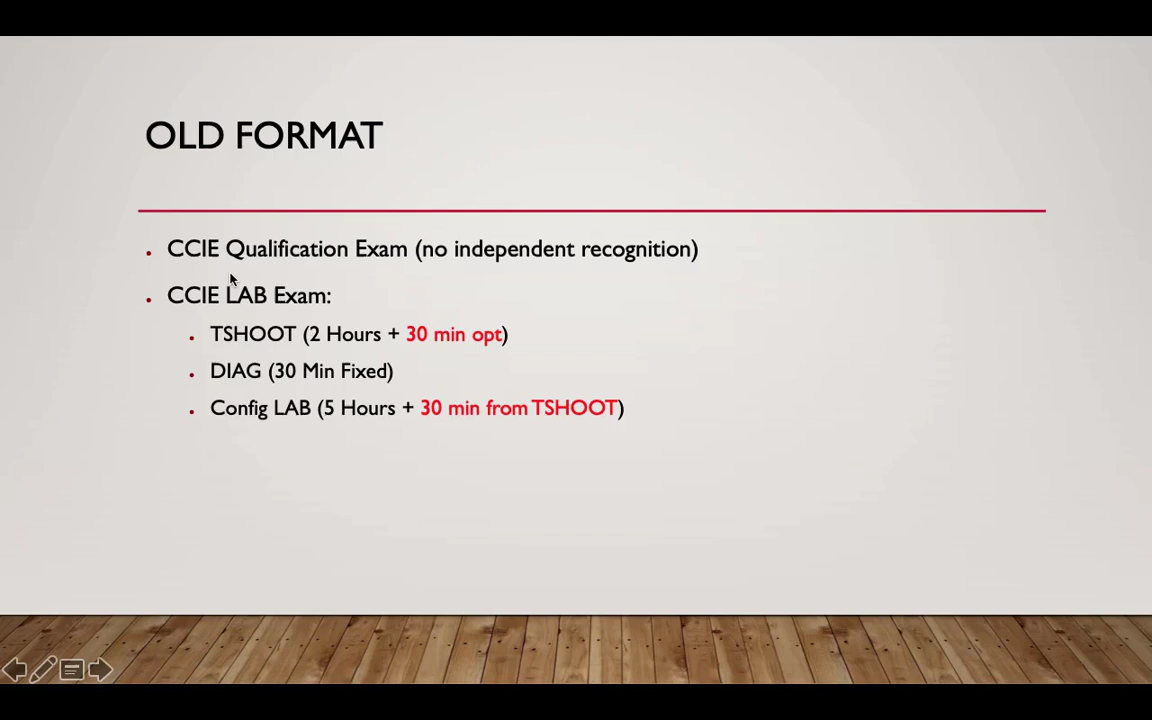 OLD FORMAT
• CCIE Qualification Exam (no independent recognition)
• CCIE LAB Exam:
• TSHOOT (2 Hours + 30 min opt)
• DIAG (30 Min Fixed)
• Config LAB (5 Hours + 30 min from TSHOOT)